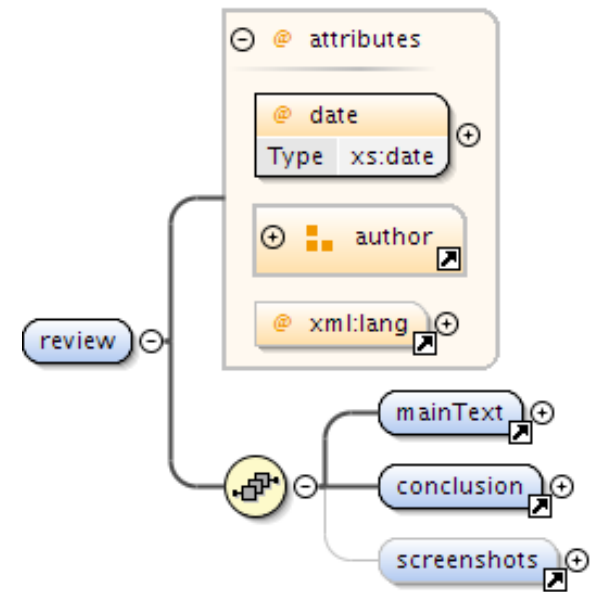 @ attributes
@ date
Type xs:date
author
@ xml:lang
review
mainText
conclusion
screenshots